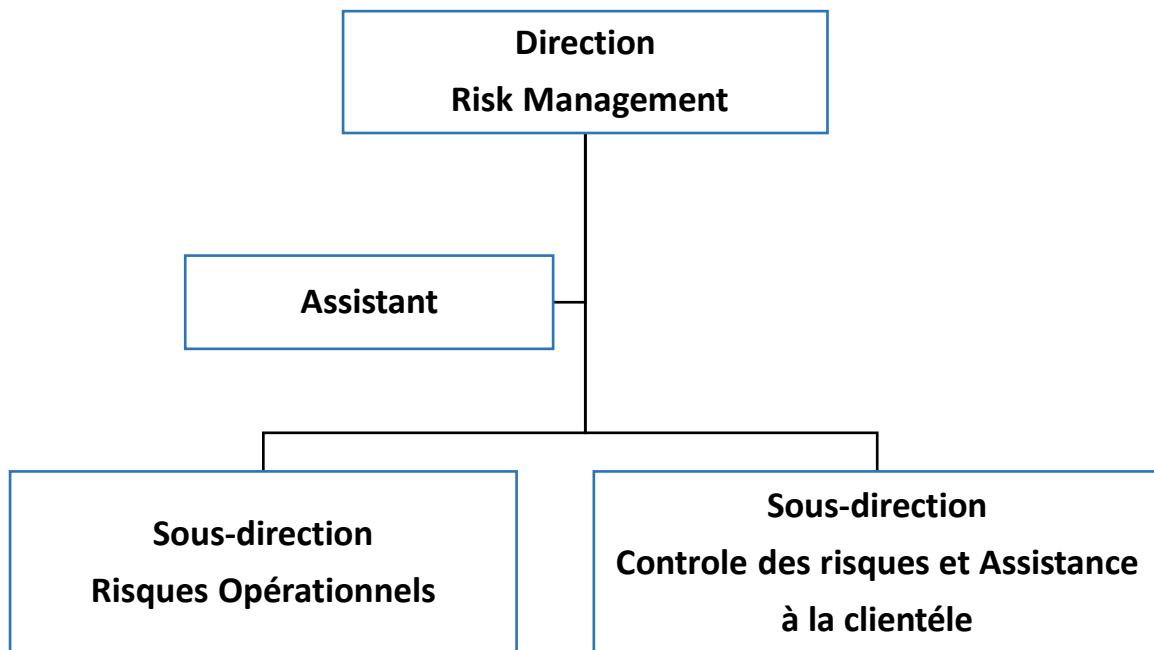 Direction
Risk Management
Assistant
Sous-direction
Risques Opérationnels
Sous-direction
Controle des risques et Assistance
à la clientéle